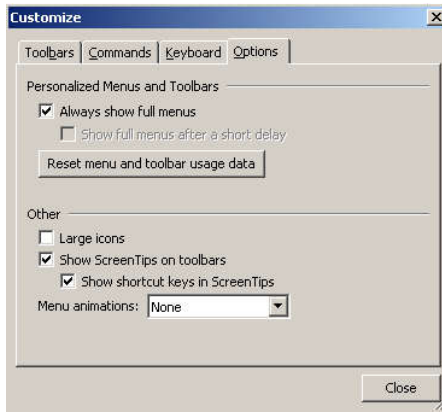 Customize
Toolbars Commands Keyboard Options
Personalized Menus and Toolbars
Always show full menus
Show full menus after a short delay
Reset menu and toolbar usage data
Other
Large icons
Show ScreenTips on toolbars
Show shortcut keys in ScreenTips
Menu animations: None
Close